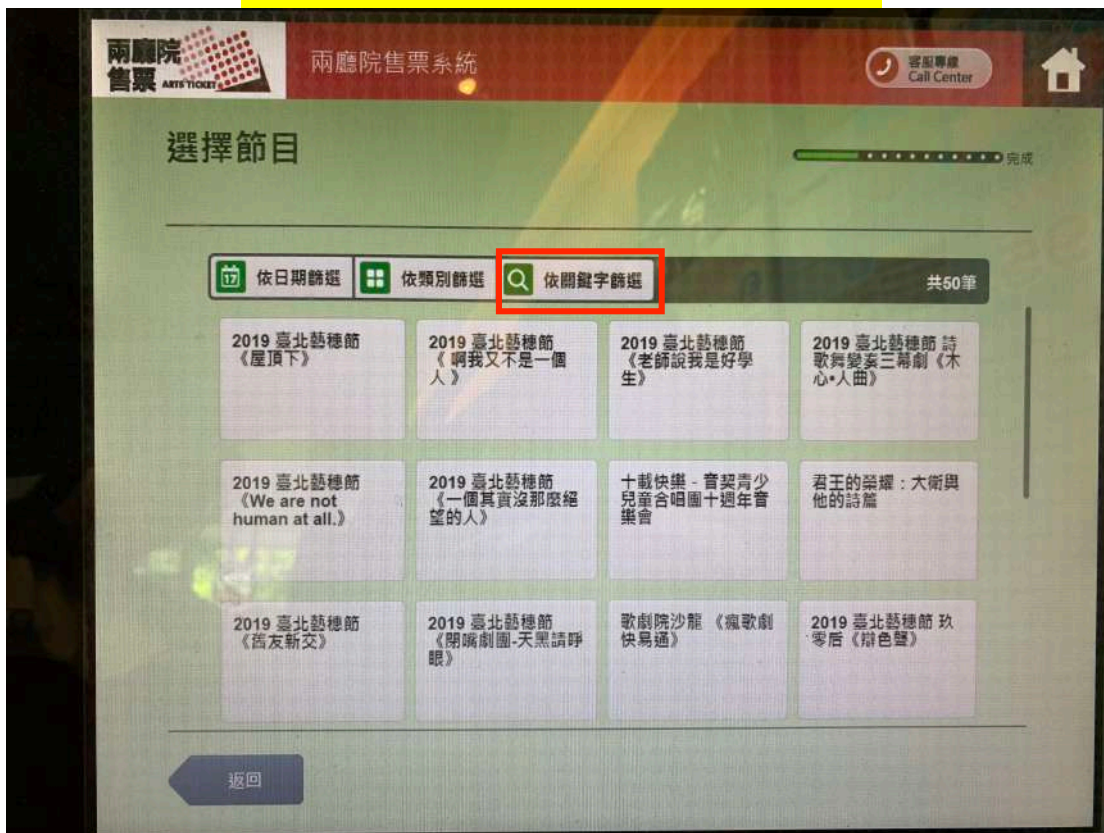 兩廳院
售票 ARTS TICKET
兩廳院售票系統
客服專線
Call Center
選擇節目
完成
17 依日期篩選
依類別篩選
依關鍵字篩選
共50筆
2019 臺北藝穗節
《屋頂下》
2019 臺北藝穗節
《 啊我又不是一個
人 》
2019 臺北藝穗節
《老師說我是好學
生》
2019 臺北藝穗節 詩
歌舞變奏三幕劇《木
心•人曲》
2019 臺北藝穗節
《We are not
human at all.》
2019 臺北藝穗節
《一個其實沒那麼絕
望的人》
十載快樂 - 音契青少
兒童合唱團十週年音
樂會
君王的榮耀：大衛與
他的詩篇
2019 臺北藝穗節
《舊友新交》
2019 臺北藝穗節
《閉嘴劇團-天黑請睜
眼》
歌劇院沙龍 《瘋歌劇
快易通》
2019 臺北藝穗節 玖
零后《辯色聲》
返回